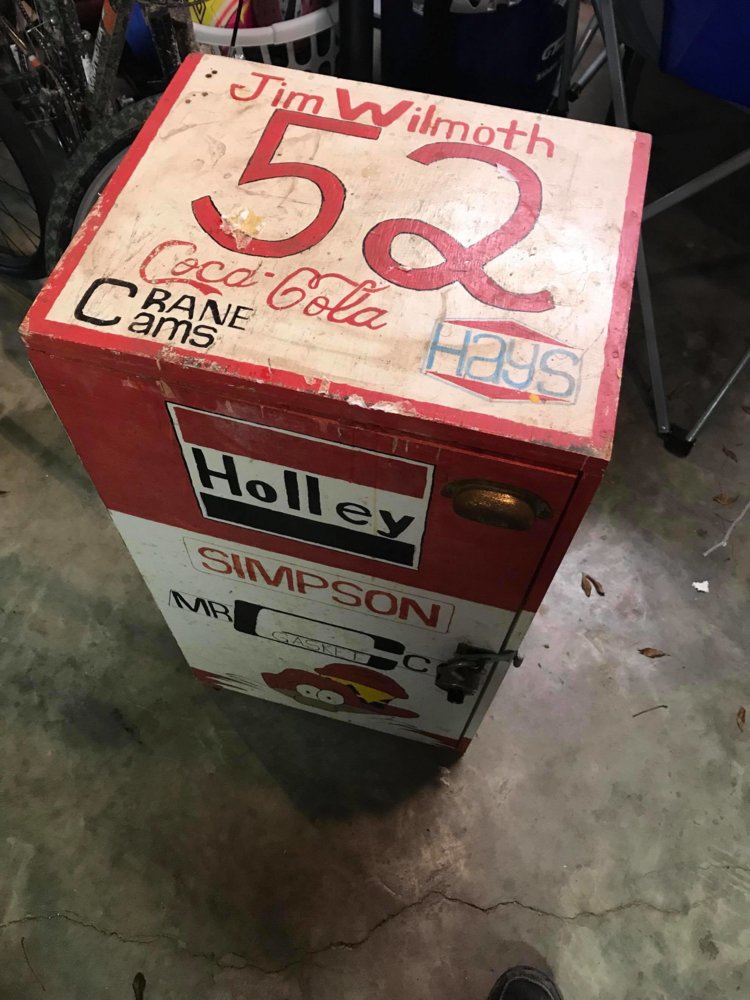 Jim Wilmoth
52
Coca-Cola
CRANE
Cams
Hays
Holley
SIMPSON
MR GASKET C